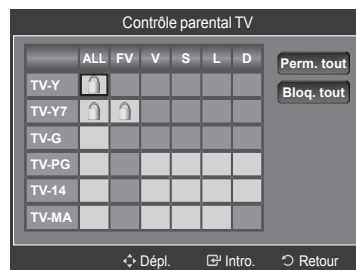 Contrôle parental TV
ALL FV V S L D
Perm. tout
TV-Y
Bloq. tout
TV-Y7
TV-G
TV-PG
TV-14
TV-MA
Dépl. Intro. Retour